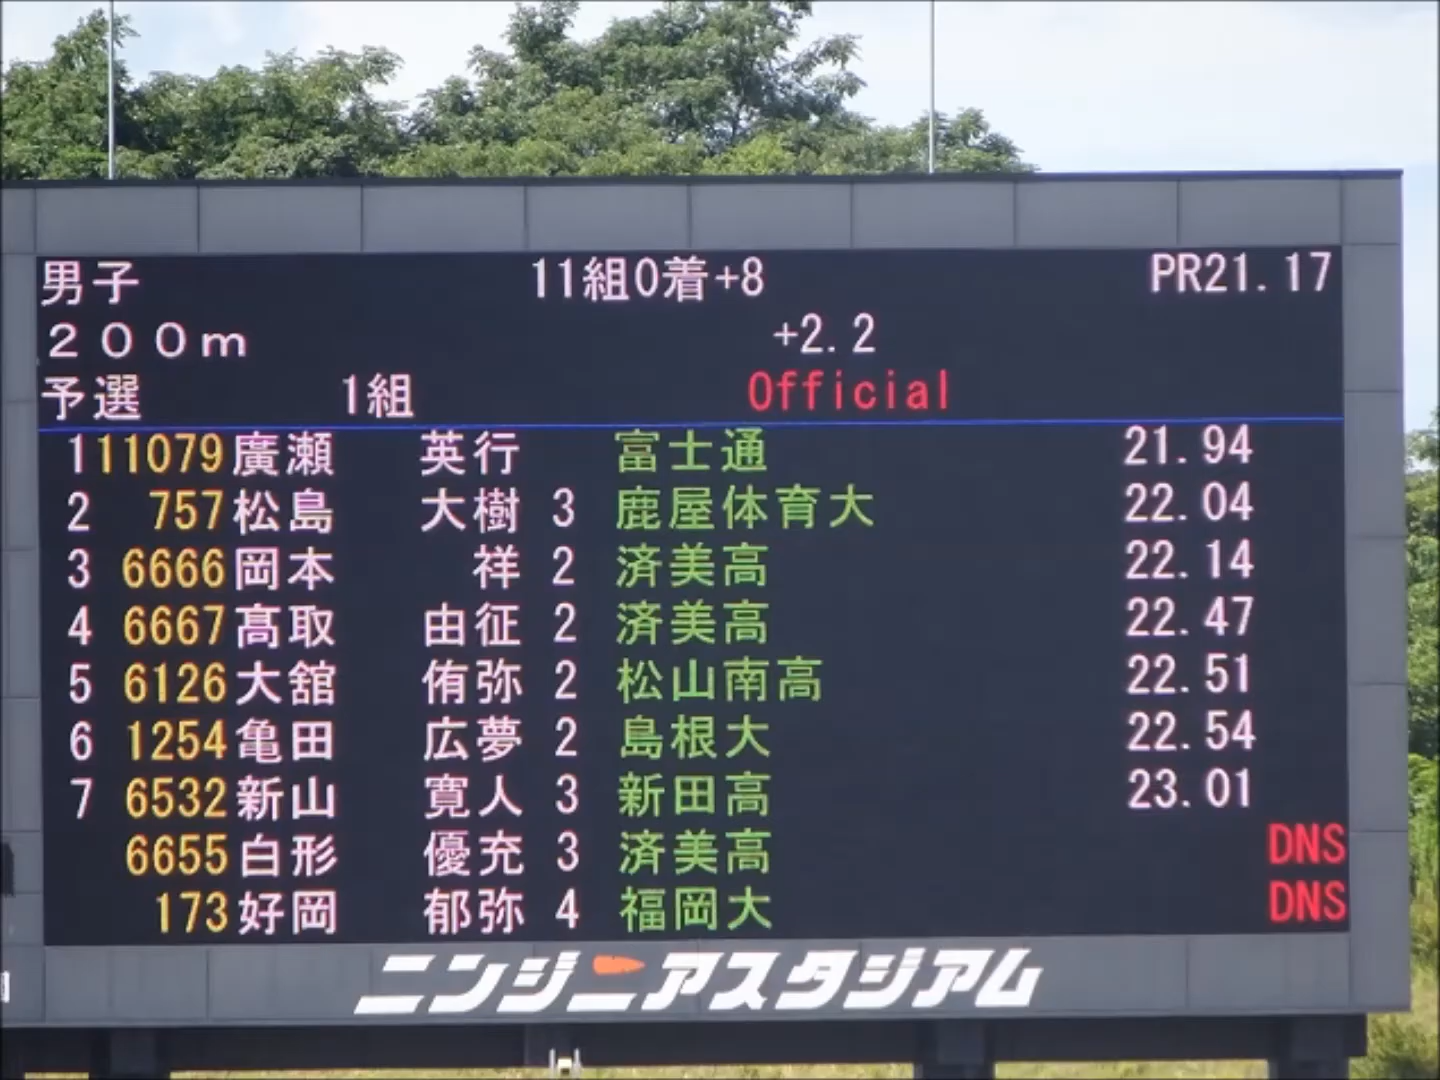 男子 11組0着+8 PR21.17
200m +2.2
予選 1組 Official
1 11079 廣瀬 英行 富士通 21.94
2 757 松島 大樹 3 鹿屋体育大 22.04
3 6666 岡本 祥 2 済美高 22.14
4 6667 髙取 由征 2 済美高 22.47
5 6126 大舘 侑弥 2 松山南高 22.51
6 1254 亀田 広夢 2 島根大 22.54
7 6532 新山 寛人 3 新田高 23.01
6655 白形 優充 3 済美高 DNS
173 好岡 郁弥 4 福岡大 DNS
ニンジニアスタジアム